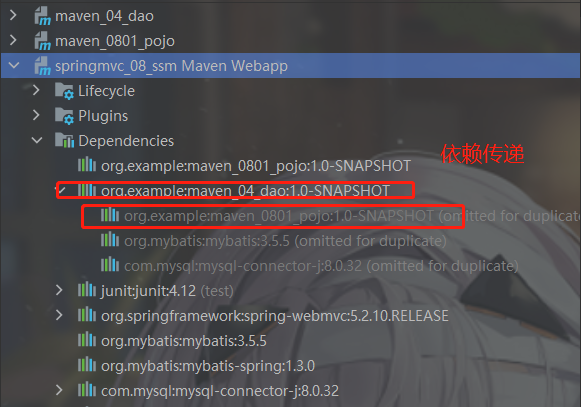 maven_04_dao
maven_0801_pojo
springmvc_08_ssm Maven Webapp
Lifecycle
Plugins
Dependencies
依赖传递
org.example:maven_0801_pojo:1.0-SNAPSHOT
org.example:maven_04_dao:1.0-SNAPSHOT
org.example:maven_0801_pojo:1.0-SNAPSHOT (omitted for duplicate)
org.mybatis:mybatis:3.5.5 (omitted for duplicate)
com.mysql:mysql-connector-j:8.0.32 (omitted for duplicate)
junit:junit:4.12 (test)
org.springframework:spring-webmvc:5.2.10.RELEASE
org.mybatis:mybatis:3.5.5
org.mybatis:mybatis-spring:1.3.0
com.mysql:mysql-connector-j:8.0.32